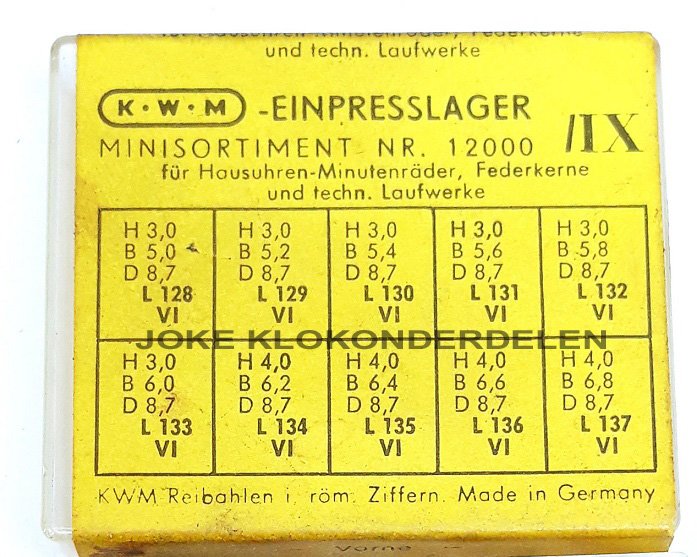 für Hausuhren-Minutenräder, Federkerne
und techn. Laufwerke
K·W·M -EINPRESSLAGER
MINISORTIMENT NR. 12000 /IX
für Hausuhren-Minutenräder, Federkerne
und techn. Laufwerke
H 3,0 H 3,0 H 3,0 H 3,0 H 3,0
B 5,0 B 5,2 B 5,4 B 5,6 B 5,8
D 8,7 D 8,7 D 8,7 D 8,7 D 8,7
L 128 L 129 L 130 L 131 L 132
VI VI VI VI VI
JOKE KLOKONDERDELEN
H 3,0 H 4,0 H 4,0 H 4,0 H 4,0
B 6,0 B 6,2 B 6,4 B 6,6 B 6,8
D 8,7 D 8,7 D 8,7 D 8,7 D 8,7
L 133 L 134 L 135 L 136 L 137
VI VI VI VI VI
KWM Reibahlen i. röm. Ziffern. Made in Germany
Vorne